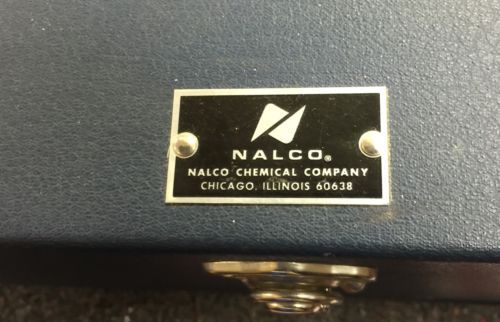 NALCO®
NALCO CHEMICAL COMPANY
CHICAGO, ILLINOIS 60638